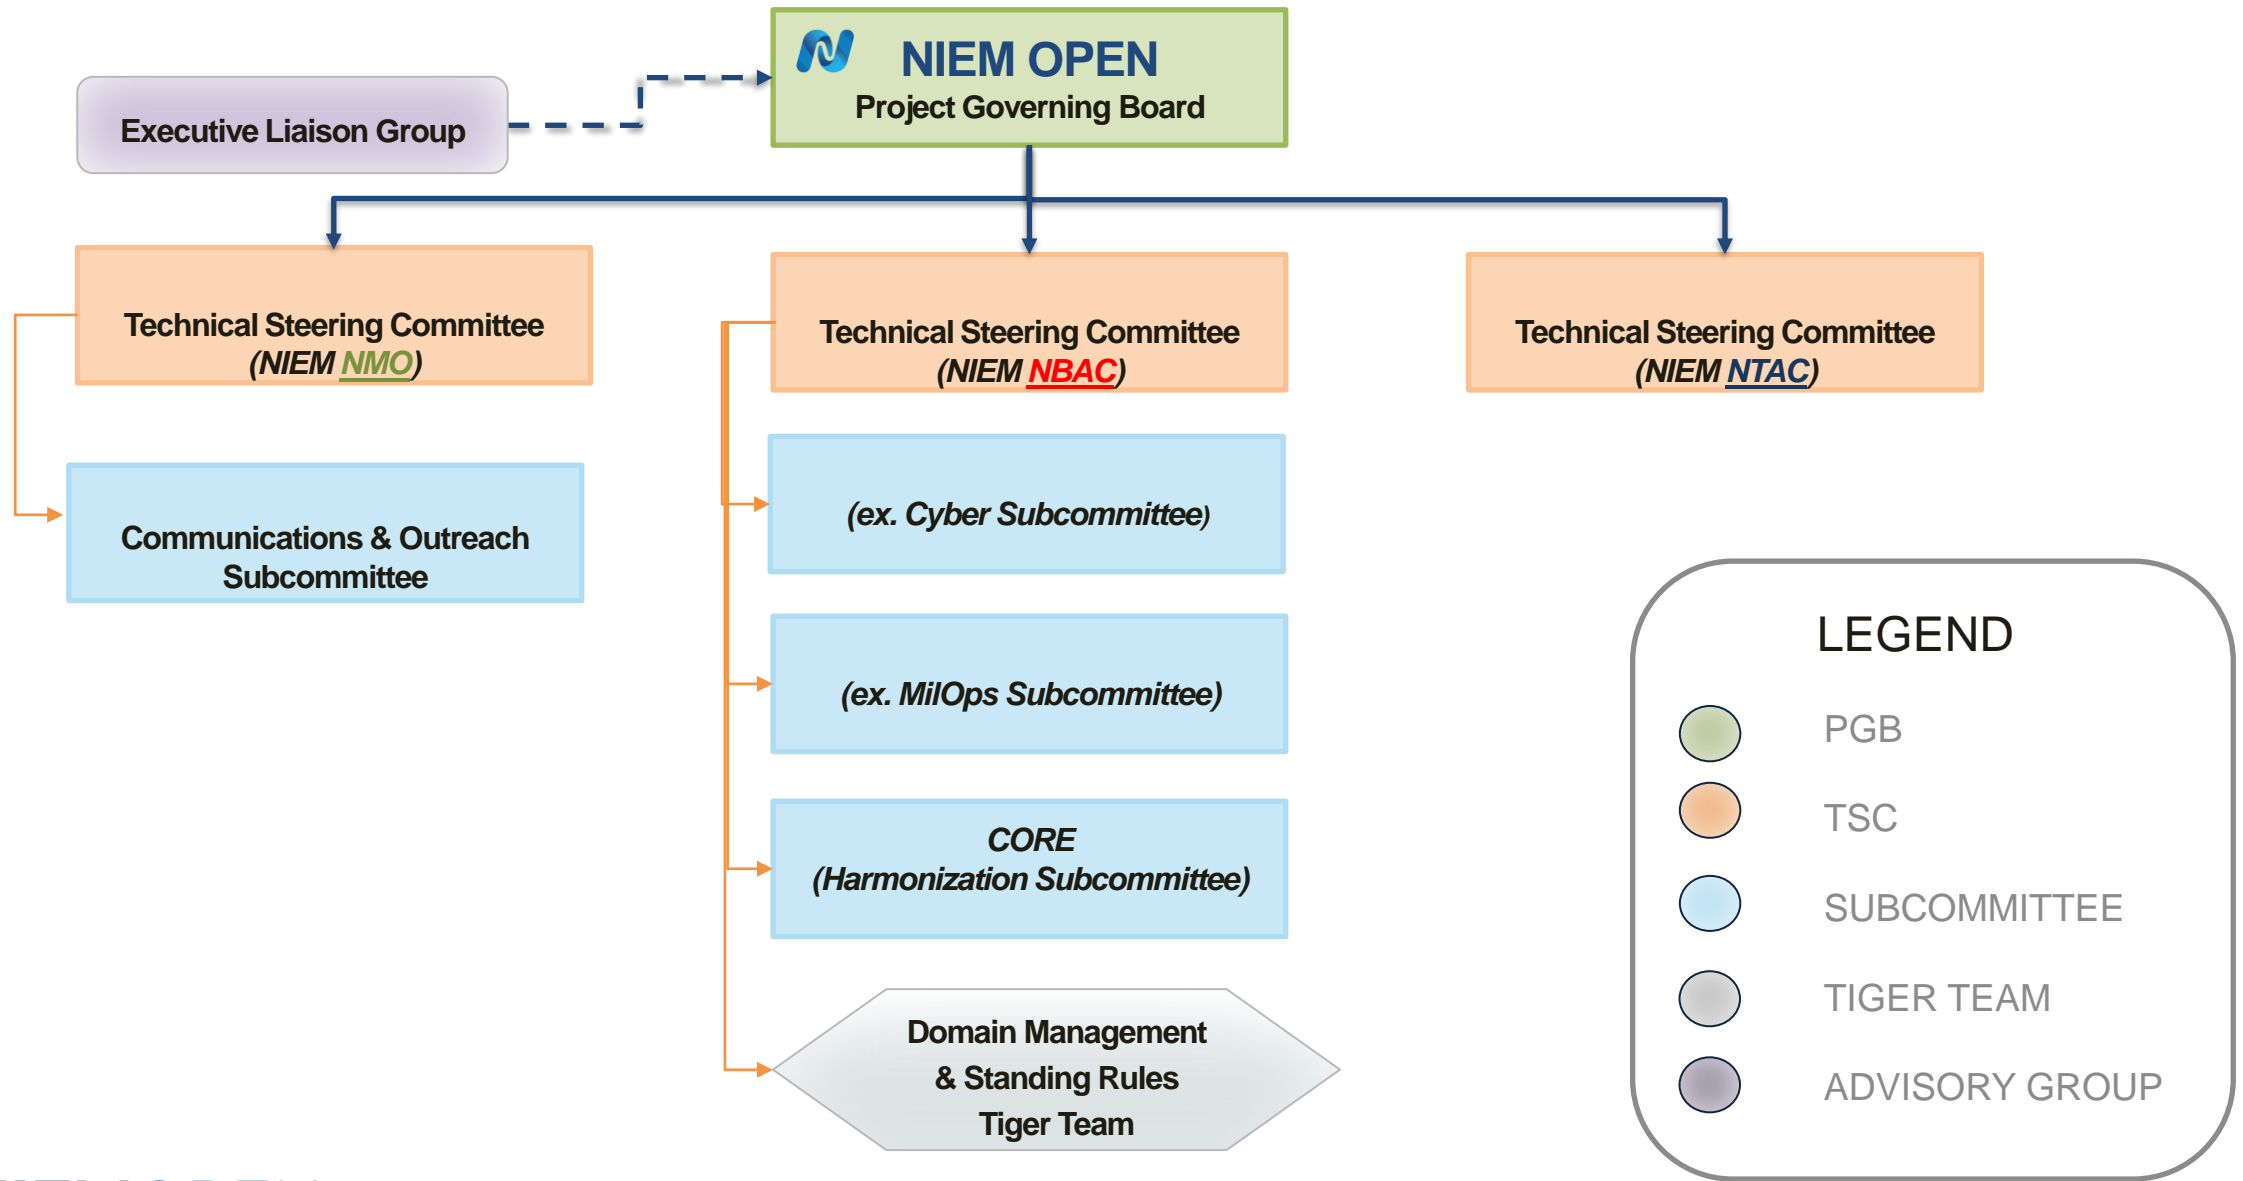 NIEM OPEN
Project Governing Board
Executive Liaison Group
Technical Steering Committee
(NIEM NMO)
Technical Steering Committee
(NIEM NBAC)
Technical Steering Committee
(NIEM NTAC)
Communications & Outreach
Subcommittee
(ex. Cyber Subcommittee)
(ex. MilOps Subcommittee)
CORE
(Harmonization Subcommittee)
Domain Management
& Standing Rules
Tiger Team
LEGEND
PGB
TSC
SUBCOMMITTEE
TIGER TEAM
ADVISORY GROUP